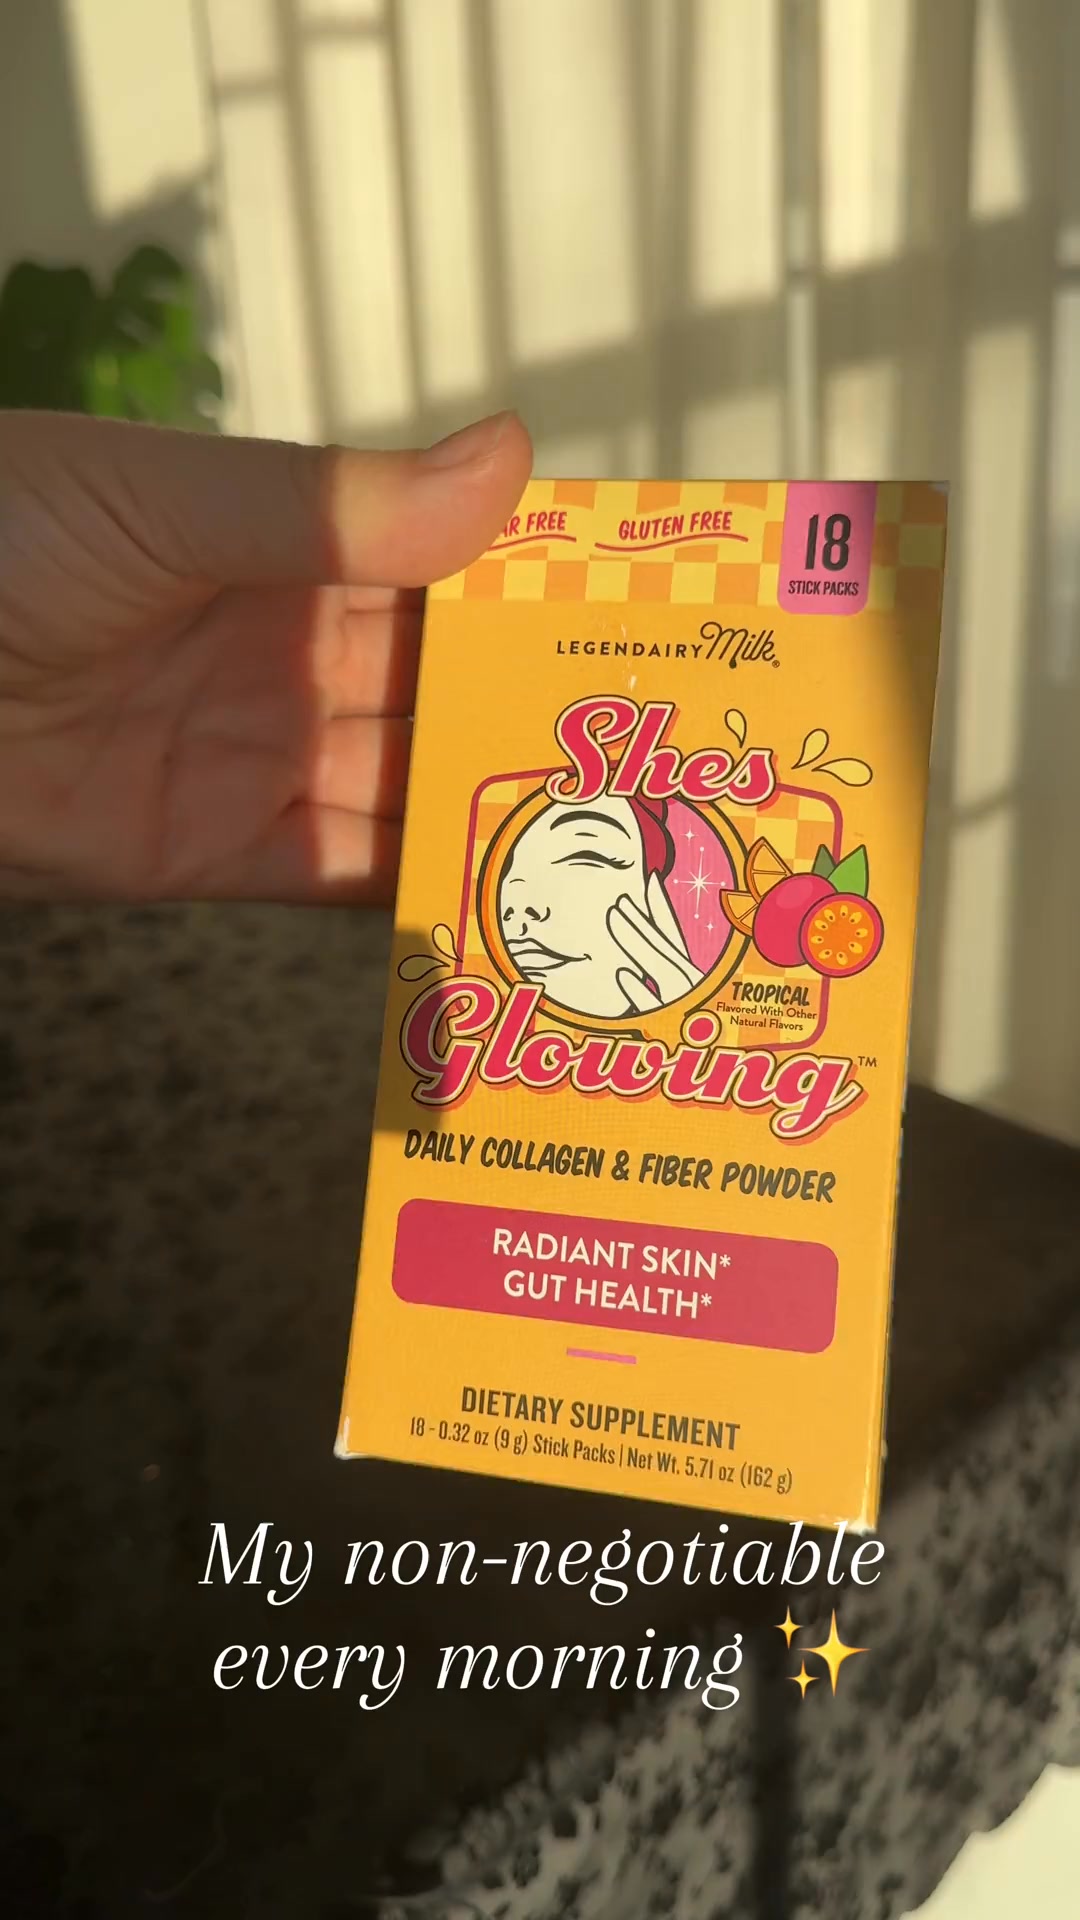 FREE
GLUTEN FREE
18
STICK PACKS
LEGENDAIRY Milk®
She's
Glowing™
TROPICAL
Flavored With Other
Natural Flavors
DAILY COLLAGEN & FIBER POWDER
RADIANT SKIN*
GUT HEALTH*
DIETARY SUPPLEMENT
18 - 0.32 oz (9 g) Stick Packs | Net Wt. 5.71 oz (162 g)
My non-negotiable
every morning ✨